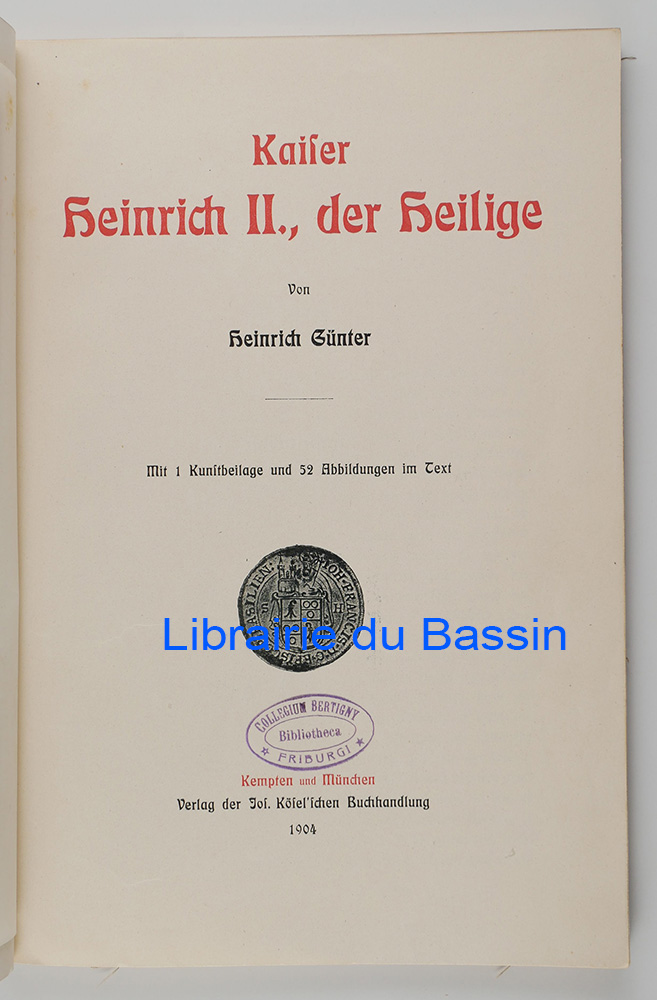 Kaiſer
Heinrich II., der Heilige
Von
Heinrich Günter
Mit 1 Kunſtbeilage und 52 Abbildungen im Text
Librairie du Bassin
COLLEGIUM BERTIGNY
Bibliotheca
FRIBURGI
Kempten und München
Verlag der Joſ. Köſel'ſchen Buchhandlung
1904